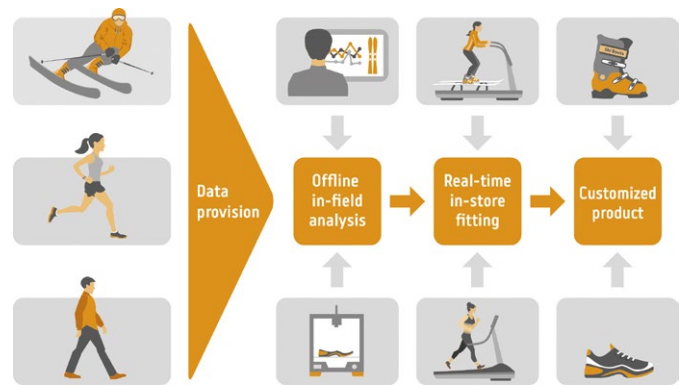 Data
provision
Offline
in-field
analysis
Real-time
in-store
fitting
Customized
product